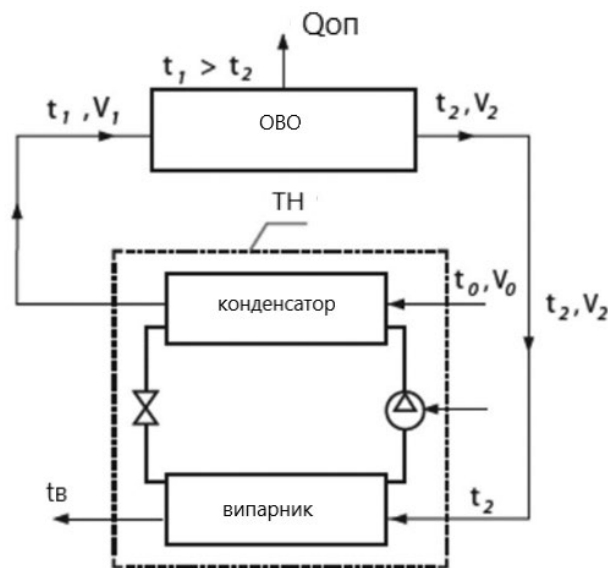 Qоп
t1 > t2
t1 ,V1
ОВО
t2,V2
ТН
конденсатор
t0,V0
t2,V2
tв
випарник
t2